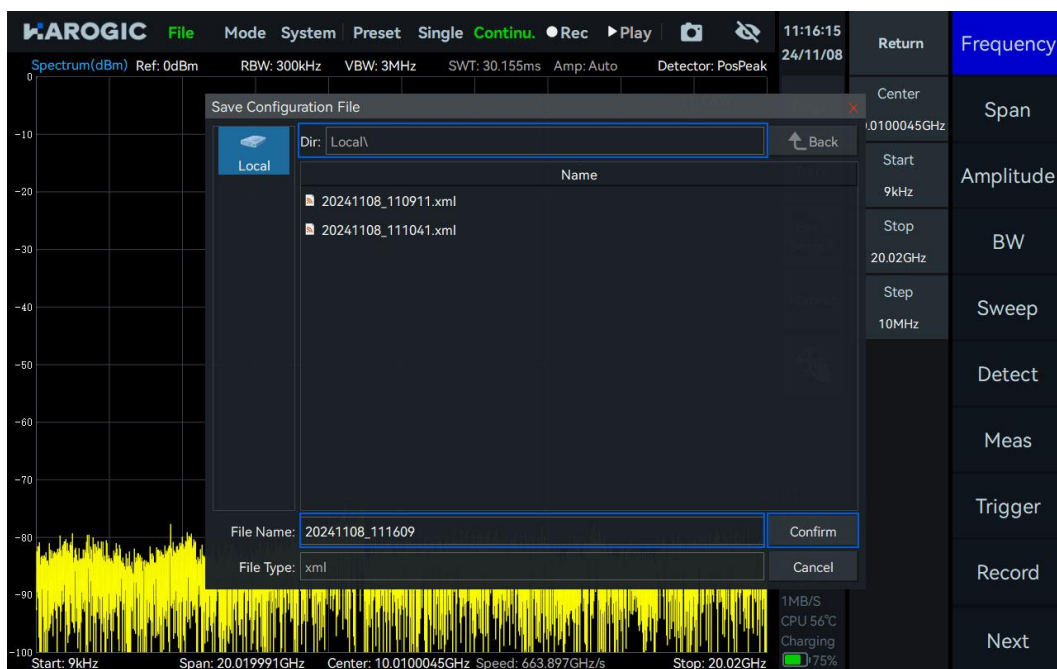 HAROGIC File Mode System Preset Single Continu. Rec Play
11:16:15
24/11/08
Spectrum(dBm) Ref: 0dBm RBW: 300kHz VBW: 3MHz SWT: 30.155ms Amp: Auto Detector: PosPeak
Return
Frequency
Center
.0100045GHz
Start
9kHz
Stop
20.02GHz
Step
10MHz
Span
Amplitude
BW
Sweep
Detect
Meas
Trigger
Record
Next
0
-10
-20
-30
-40
-50
-60
-70
-80
-90
-100
Save Configuration File x
Local
Dir: Local\ Back
Name
20241108_110911.xml
20241108_111041.xml
File Name: 20241108_111609 Confirm
File Type: xml Cancel
1MB/S
CPU 56℃
Charging
75%
Start: 9kHz Span: 20.019991GHz Center: 10.0100045GHz Speed: 663.897GHz/s Stop: 20.02GHz